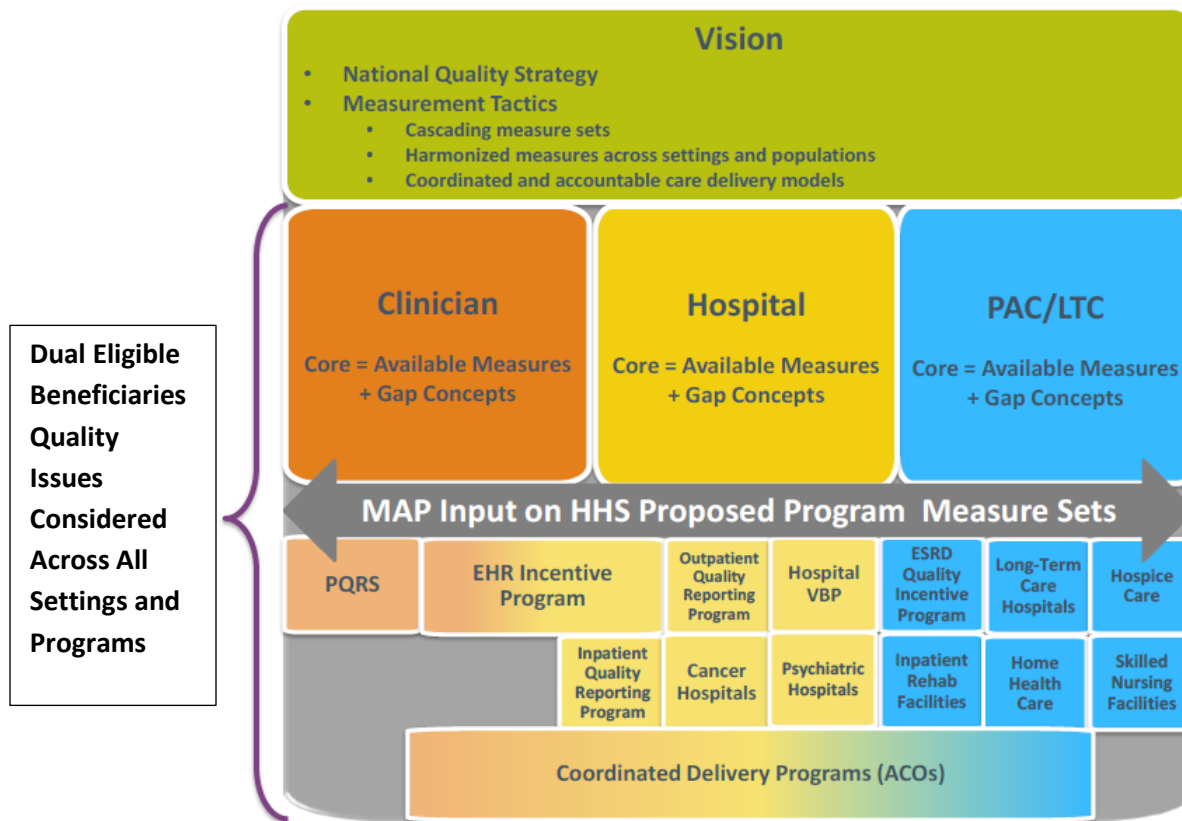 Vision
• National Quality Strategy
• Measurement Tactics
• Cascading measure sets
• Harmonized measures across settings and populations
• Coordinated and accountable care delivery models
Dual Eligible
Beneficiaries
Quality
Issues
Considered
Across All
Settings and
Programs
Clinician
Core = Available Measures
+ Gap Concepts
Hospital
Core = Available Measures
+ Gap Concepts
PAC/LTC
Core = Available Measures
+ Gap Concepts
MAP Input on HHS Proposed Program Measure Sets
PQRS
EHR Incentive
Program
Outpatient
Quality
Reporting
Program
Hospital
VBP
ESRD
Quality
Incentive
Program
Long-Term
Care
Hospitals
Hospice
Care
Inpatient
Quality
Reporting
Program
Cancer
Hospitals
Psychiatric
Hospitals
Inpatient
Rehab
Facilities
Home
Health
Care
Skilled
Nursing
Facilities
Coordinated Delivery Programs (ACOs)